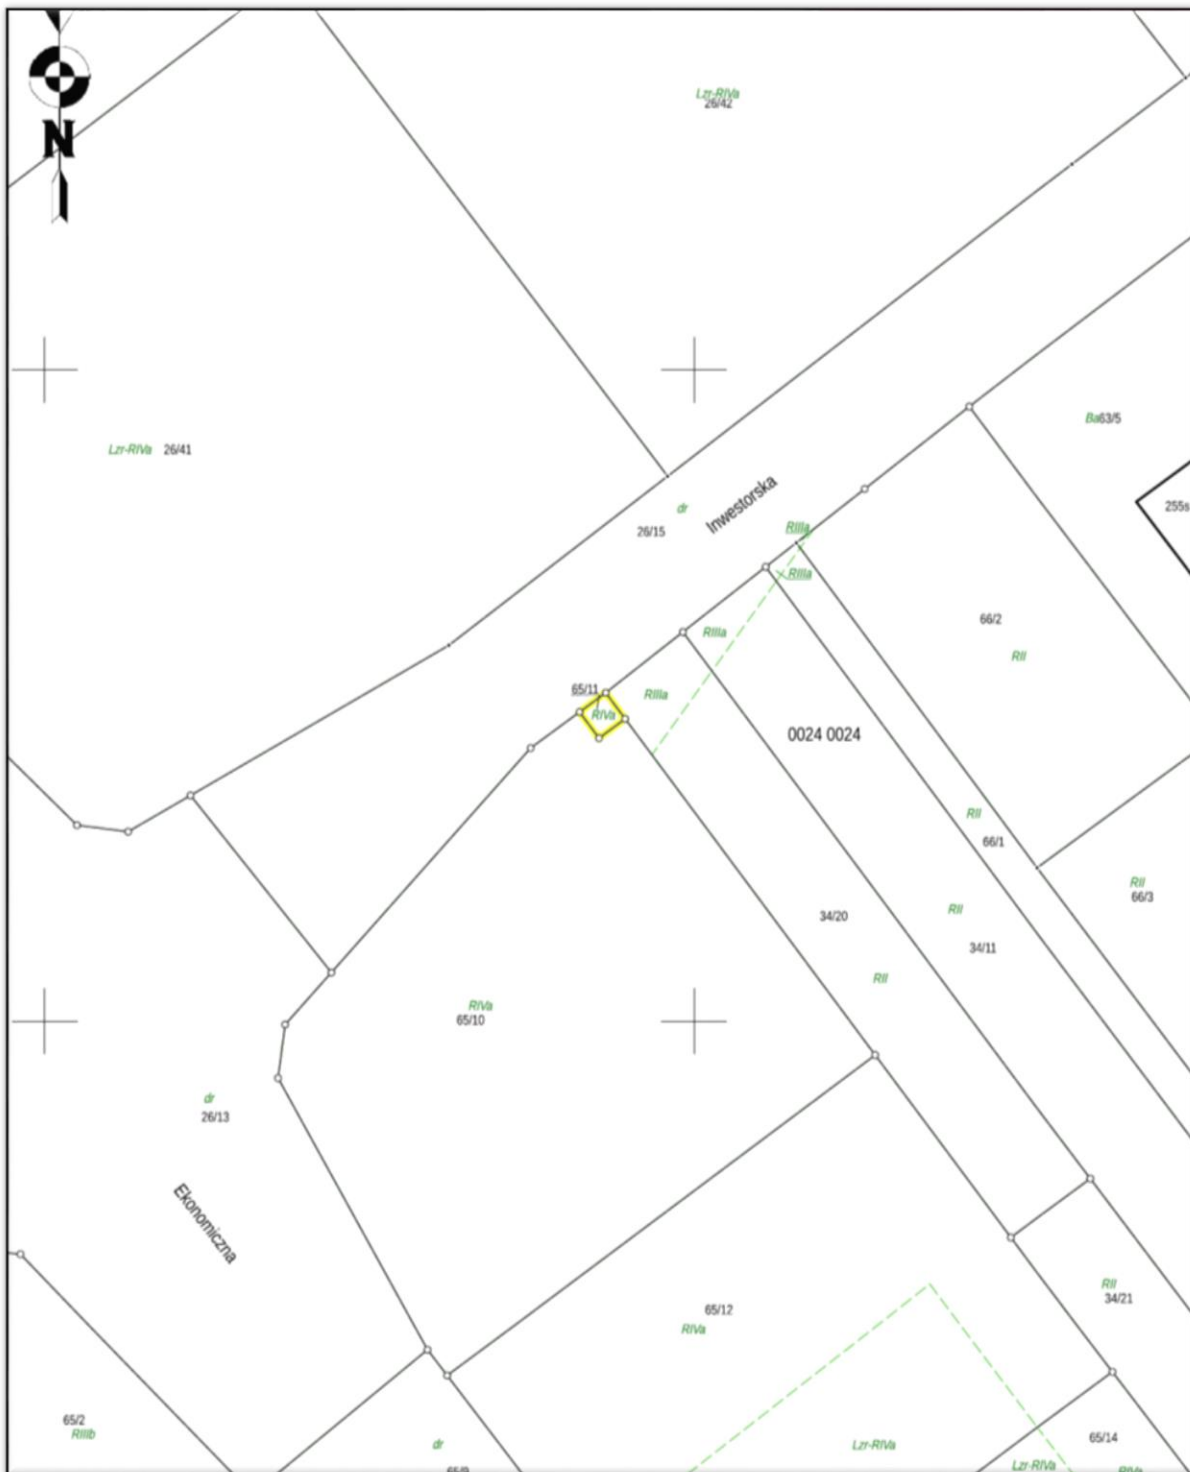 Lzr-RIVa
26/42
N
Ba63/5
Lzr-RIVa 26/41
dr
26/15
Inwestorska
255s
RIIIa
RIIIa
66/2
RIIIa
RII
65/11
RIIIa
RIVa
0024 0024
RII
66/1
RII
66/3
RII
34/20
34/11
RII
RIVa
65/10
dr
26/13
Ekonomiczna
RII
34/21
65/12
RIVa
65/2
RIIIb
dr
Lzr-RIVa
65/14
Lzr-RIVa
RIVa